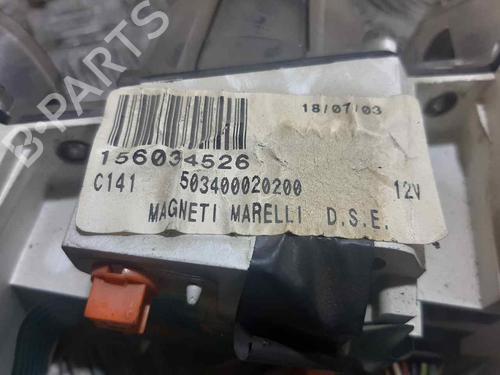 B-PARTS
18/07/03
156034526
C141 503400020200 12V
MAGNETI MARELLI D.S.E.